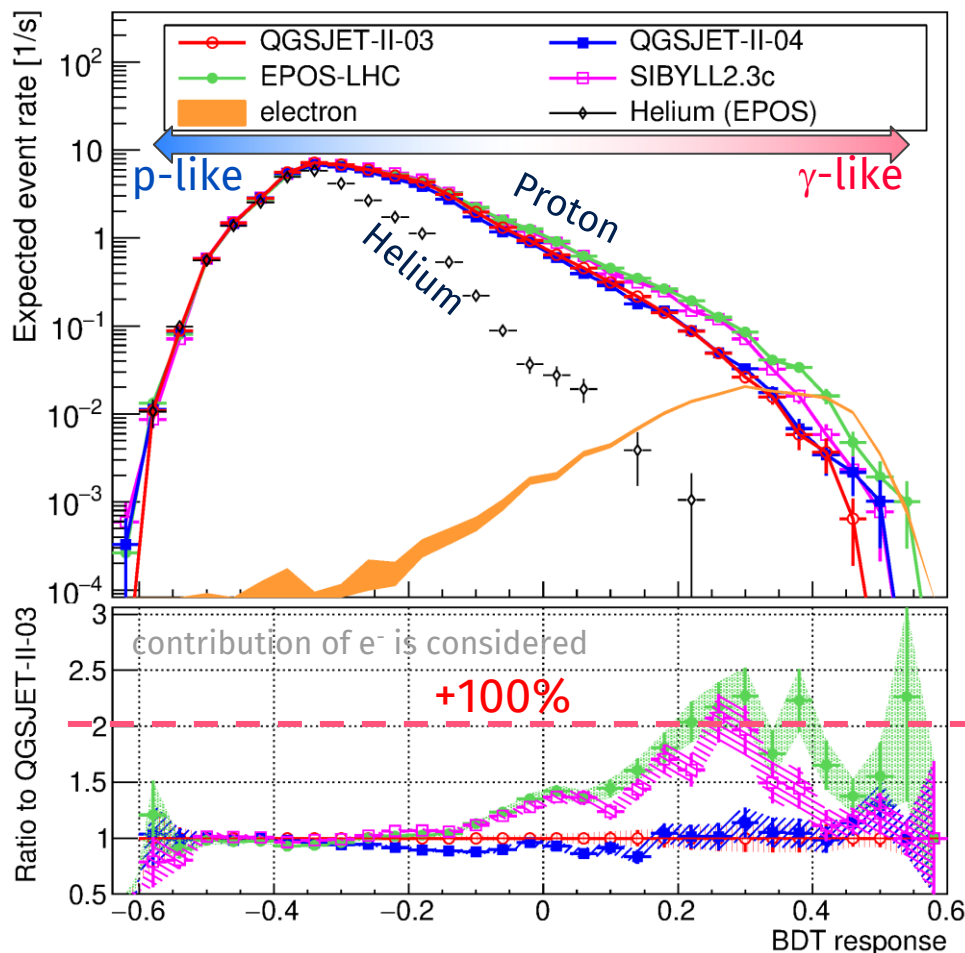 Expected event rate [1/s]
QGSJET-II-03
QGSJET-II-04
EPOS-LHC
SIBYLL2.3c
electron
Helium (EPOS)
p-like
γ-like
Proton
Helium
10²
10
1
10⁻¹
10⁻²
10⁻³
10⁻⁴
Ratio to QGSJET-II-03
contribution of e⁻ is considered
+100%
3
2.5
2
1.5
1
0.5
−0.6 −0.4 −0.2 0 0.2 0.4 0.6
BDT response